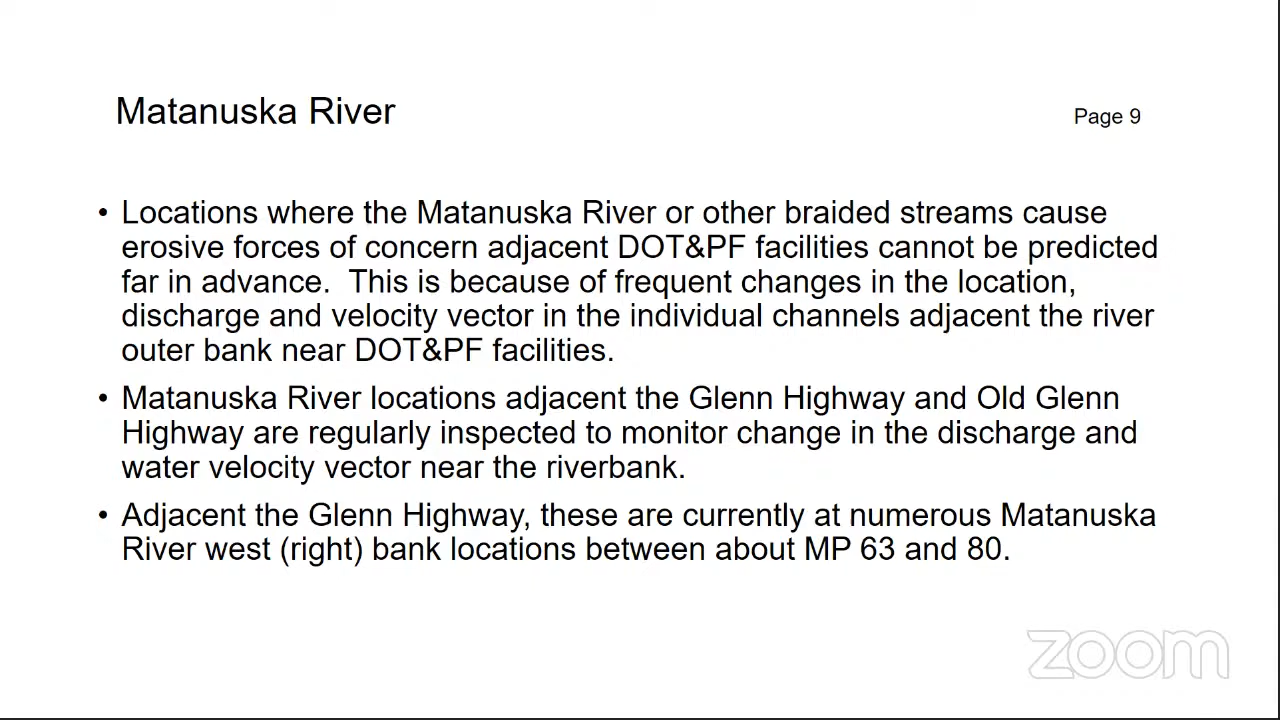 Matanuska River
Page 9
• Locations where the Matanuska River or other braided streams cause
erosive forces of concern adjacent DOT&PF facilities cannot be predicted
far in advance.  This is because of frequent changes in the location,
discharge and velocity vector in the individual channels adjacent the river
outer bank near DOT&PF facilities.
• Matanuska River locations adjacent the Glenn Highway and Old Glenn
Highway are regularly inspected to monitor change in the discharge and
water velocity vector near the riverbank.
• Adjacent the Glenn Highway, these are currently at numerous Matanuska
River west (right) bank locations between about MP 63 and 80.
zoom